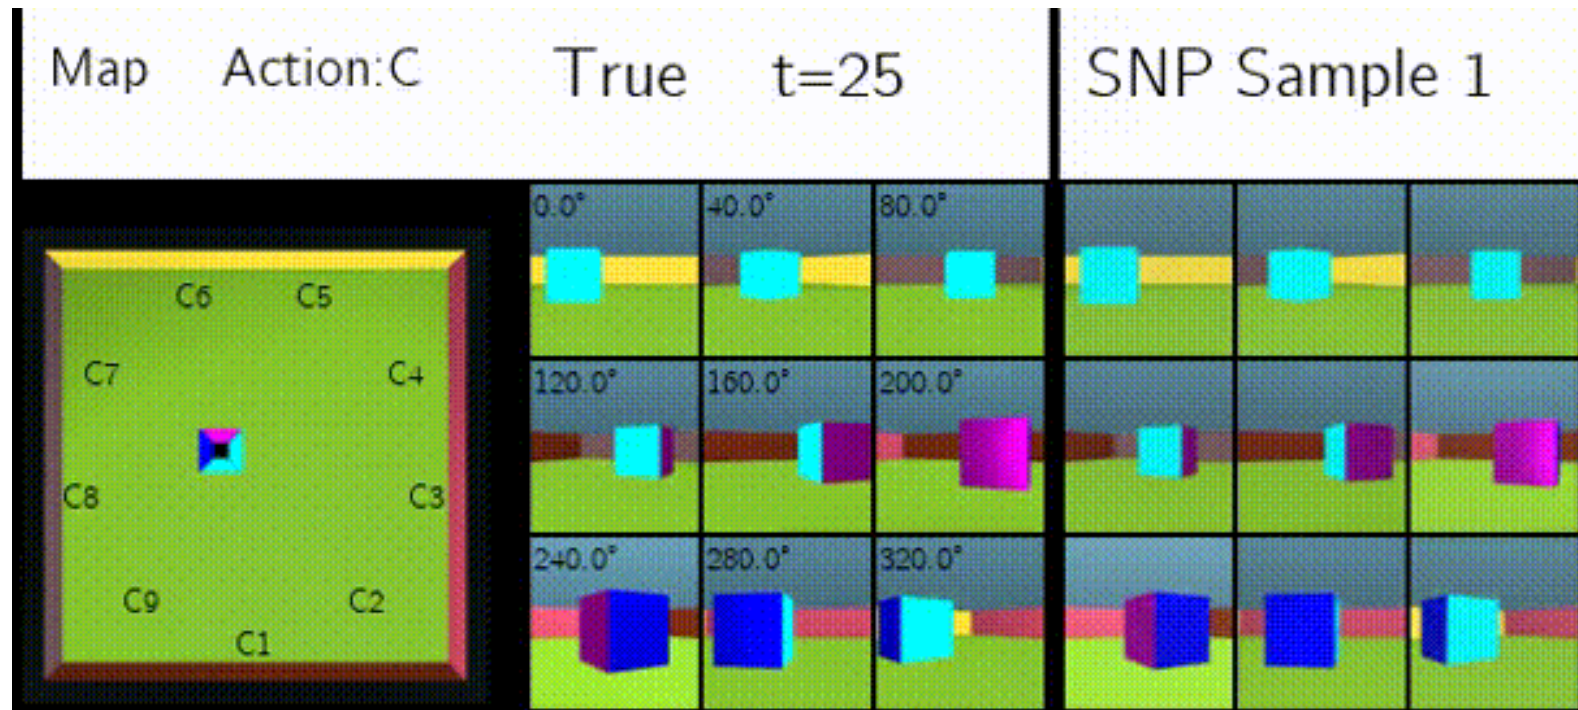 Map Action:C True t=25 SNP Sample 1
0.0° 40.0° 80.0°
C6 C5
C7 C4
120.0° 160.0° 200.0°
C8 C3
240.0° 280.0° 320.0°
C9 C2
C1